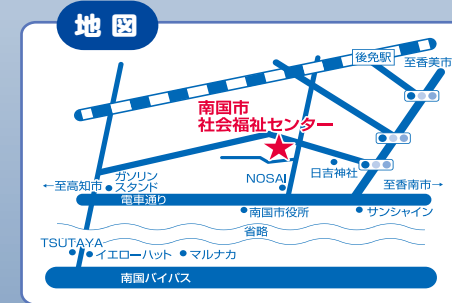 地図
後免駅
至香美市
南国市
社会福祉センター
ガソリン
スタンド
←至高知市
NOSAI
日吉神社
至香南市→
電車通り
南国市役所
サンシャイン
省略
TSUTAYA
イエローハット
マルナカ
南国バイパス